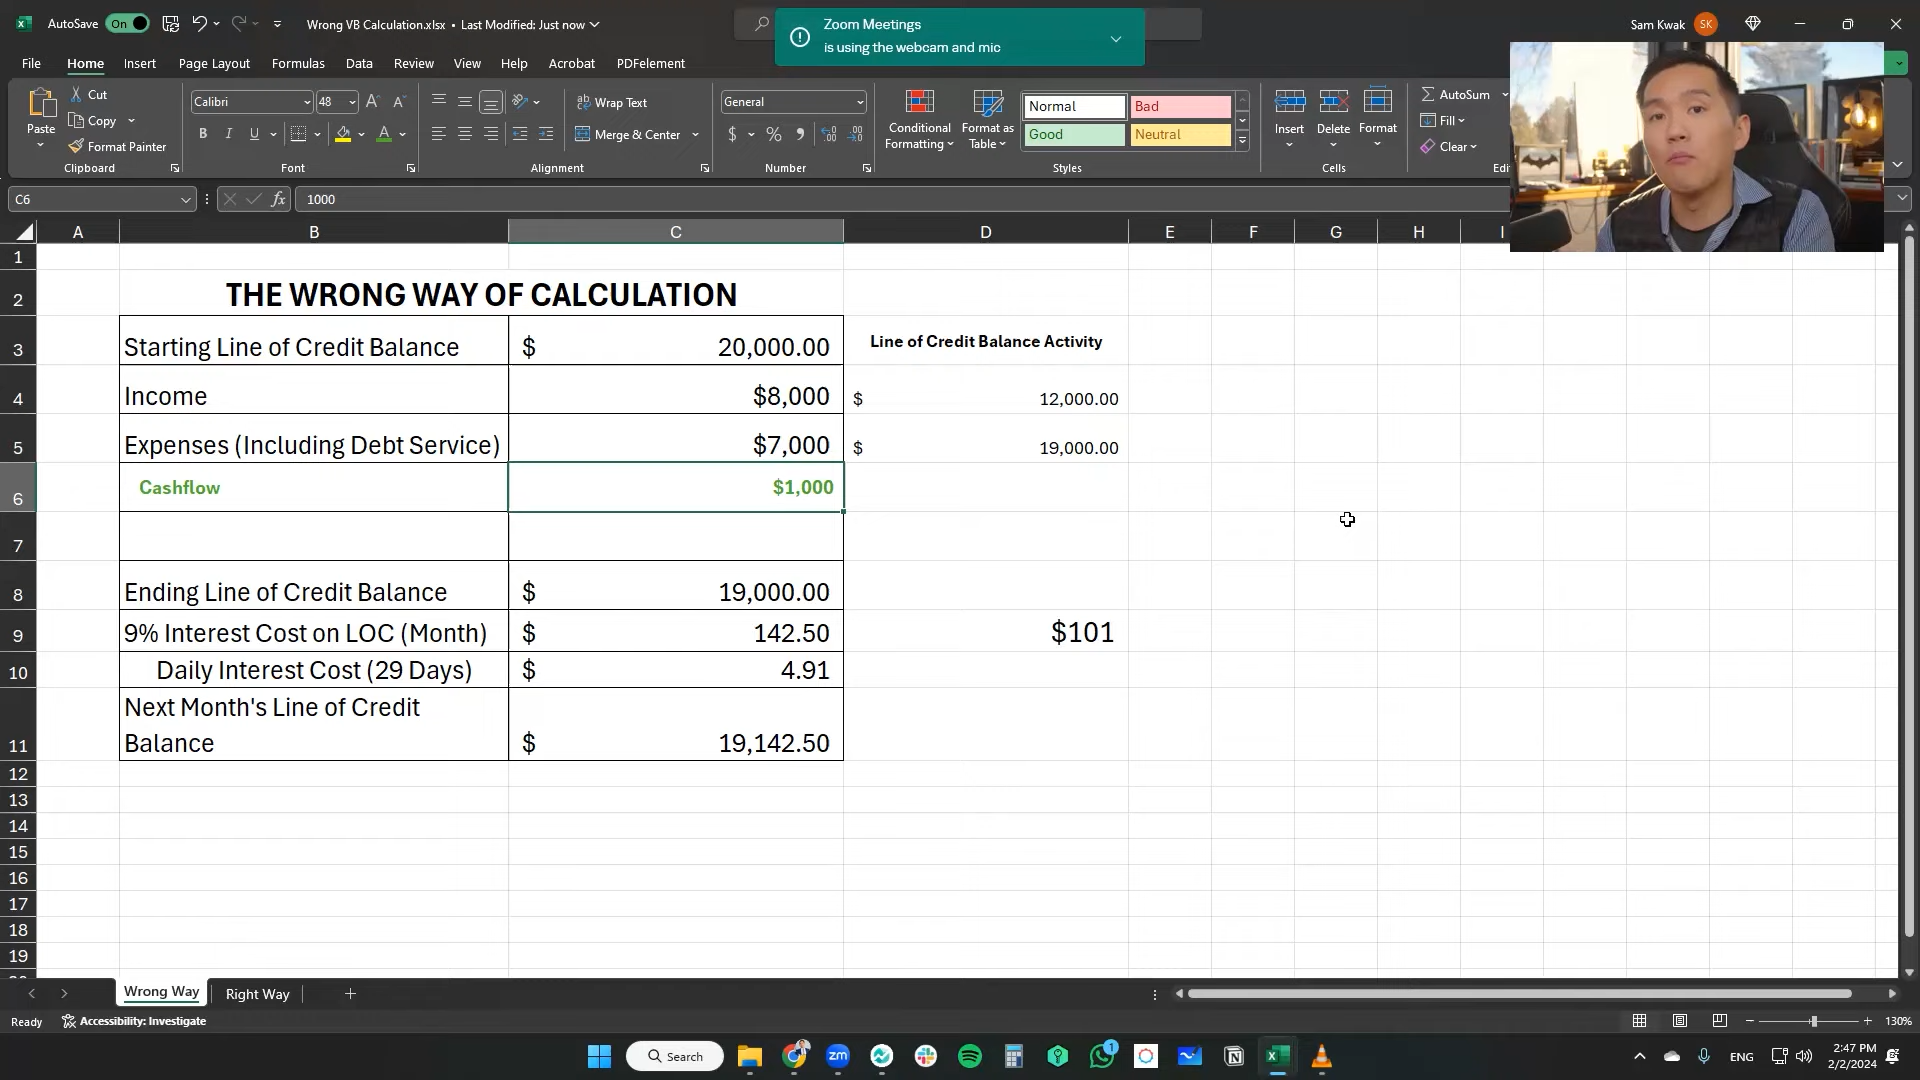 AutoSave
On
Wrong VB Calculation.xlsx • Last Modified: Just now
Zoom Meetings
is using the webcam and mic
Sam Kwak
SK
File
Home
Insert
Page Layout
Formulas
Data
Review
View
Help
Acrobat
PDFelement
Paste
Cut
Copy
Format Painter
Clipboard
Calibri
48
B
I
U
Font
Wrap Text
Merge & Center
Alignment
General
$
%
Number
Conditional
Formatting
Format as
Table
Normal
Bad
Good
Neutral
Styles
Insert
Delete
Format
Cells
AutoSum
Fill
Clear
C6
fx
1000
A
B
C
D
E
F
G
H
I
1
2
THE WRONG WAY OF CALCULATION
3
Starting Line of Credit Balance
$ 20,000.00
Line of Credit Balance Activity
4
Income
$8,000
$ 12,000.00
5
Expenses (Including Debt Service)
$7,000
$ 19,000.00
6
Cashflow
$1,000
7
8
Ending Line of Credit Balance
$ 19,000.00
9
9% Interest Cost on LOC (Month)
$ 142.50
$101
10
Daily Interest Cost (29 Days)
$ 4.91
11
Next Month's Line of Credit
Balance
$ 19,142.50
12
13
14
15
16
17
18
19
Wrong Way
Right Way
Ready
Accessibility: Investigate
130%
Search
zm
1
ENG
2:47 PM
2/2/2024